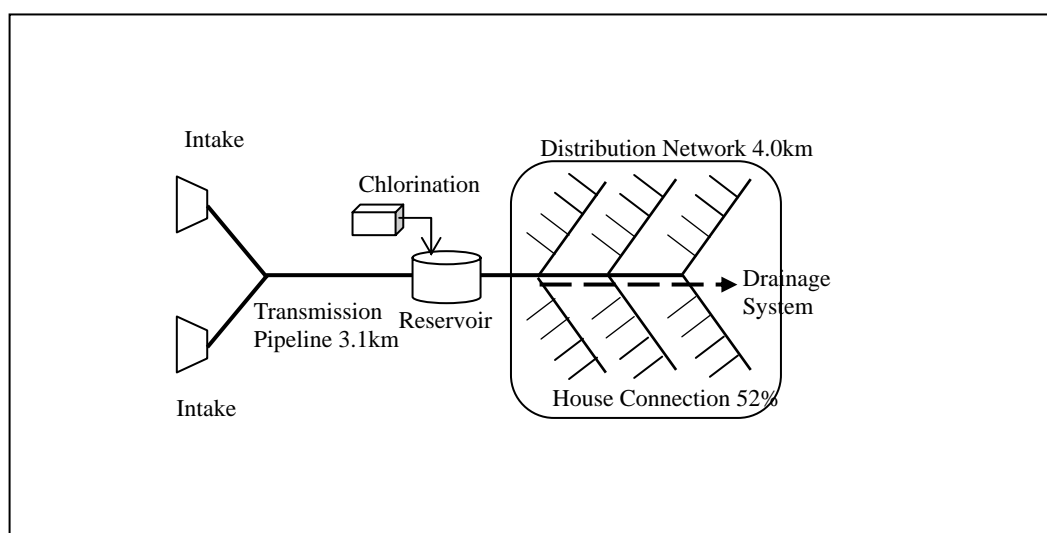 Intake
Distribution Network 4.0km
Chlorination
Drainage
System
Transmission
Pipeline 3.1km
Reservoir
House Connection 52%
Intake